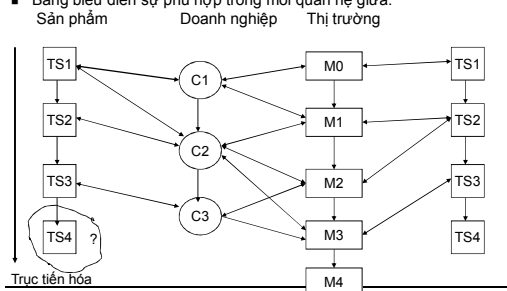 ▪ Bảng biểu diễn sự phù hợp trong mối quan hệ giữa:
Sản phẩm Doanh nghiệp Thị trường
TS1 C1 M0 TS1
TS2 C2 M1 TS2
TS3 C3 M2 TS3
TS4 ? M3 TS4
Trục tiến hóa M4